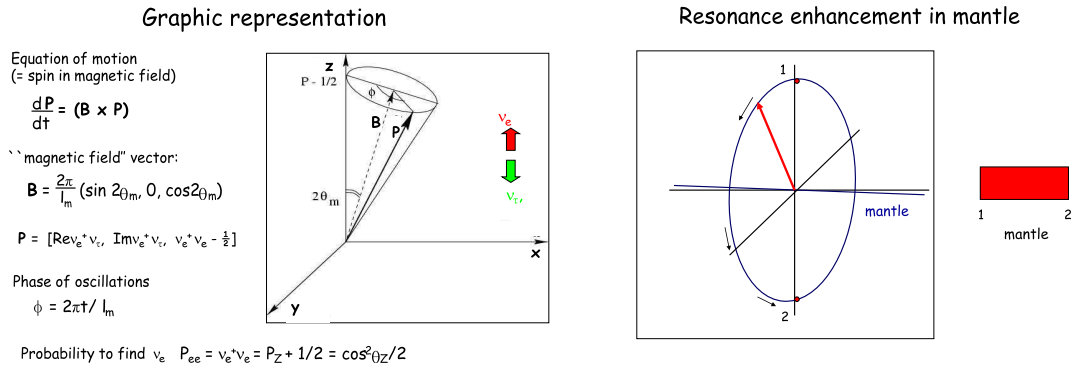 Graphic representation
Equation of motion
(= spin in magnetic field)
dP
dt
= (B x P)
``magnetic field'' vector:
B = 2π/lm (sin 2θm, 0, cos2θm)
P = [Reνe⁺ντ, Imνe⁺ντ, νe⁺νe - ½]
Phase of oscillations
ϕ = 2πt/ lm
Probability to find νe Pee = νe⁺νe = PZ + 1/2 = cos²θZ/2
z
P - 1/2
ϕ
B
P
2θm
x
y
νe
ντ,
Resonance enhancement in mantle
1
mantle
2
1
2
mantle